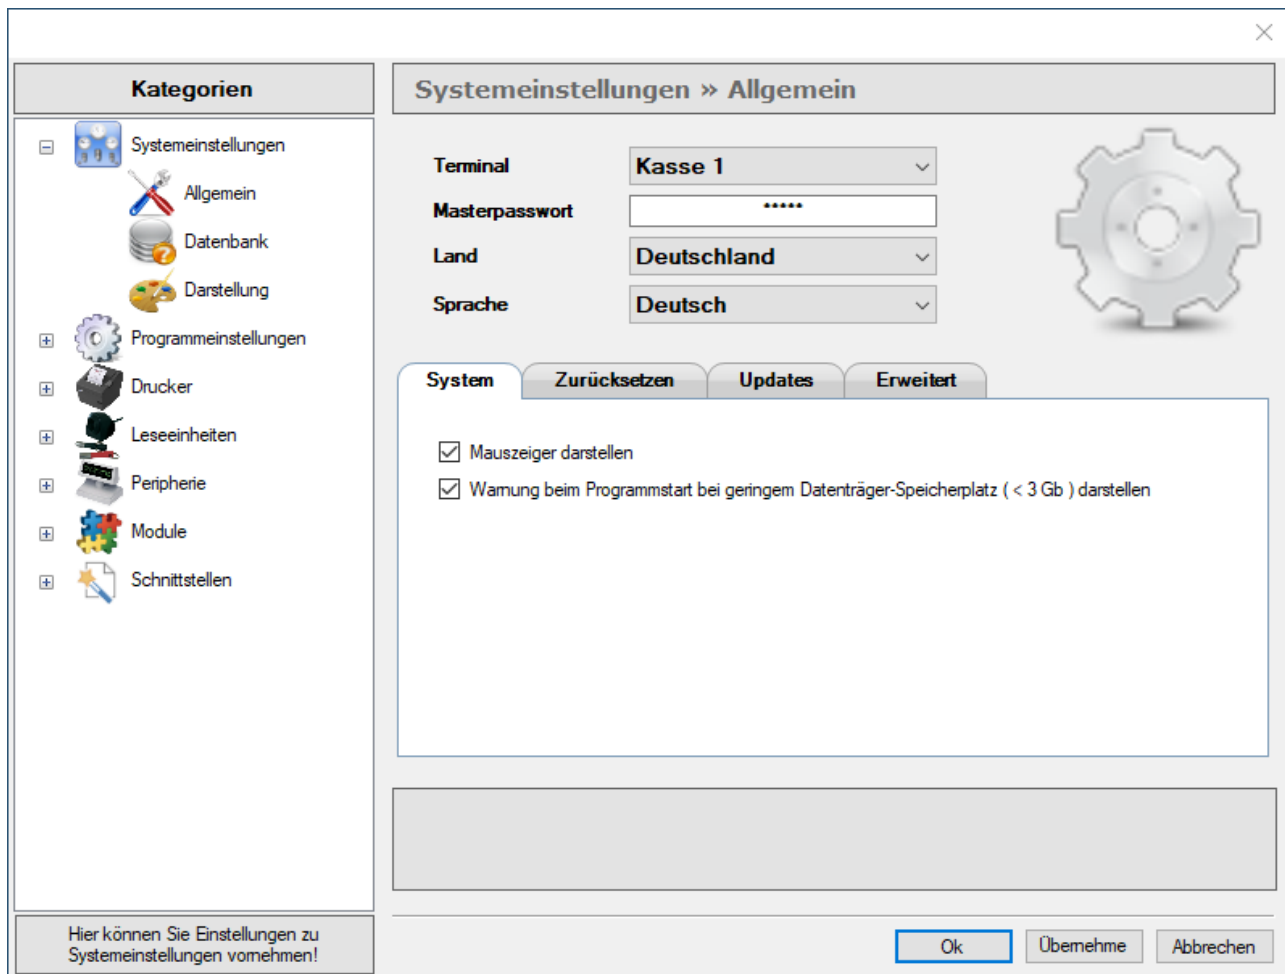 Kategorien
Systemeinstellungen
Allgemein
Datenbank
Darstellung
Programmeinstellungen
Drucker
Leseeinheiten
Peripherie
Module
Schnittstellen
Hier können Sie Einstellungen zu
Systemeinstellungen vornehmen!
Systemeinstellungen » Allgemein
Terminal Kasse 1
Masterpasswort *****
Land Deutschland
Sprache Deutsch
System Zurücksetzen Updates Erweitert
Mauszeiger darstellen
Warnung beim Programmstart bei geringem Datenträger-Speicherplatz ( < 3 Gb ) darstellen
Ok Übernehme Abbrechen